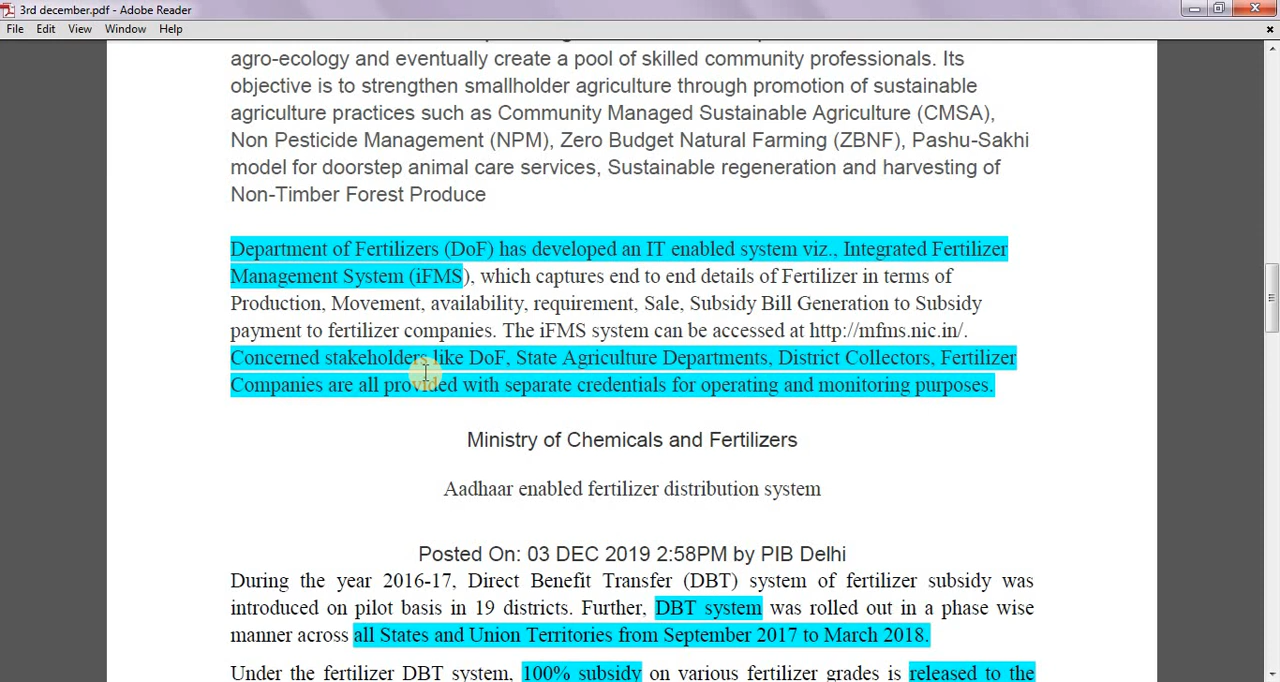 3rd december.pdf - Adobe Reader
File Edit View Window Help
agro-ecology and eventually create a pool of skilled community professionals. Its
objective is to strengthen smallholder agriculture through promotion of sustainable
agriculture practices such as Community Managed Sustainable Agriculture (CMSA),
Non Pesticide Management (NPM), Zero Budget Natural Farming (ZBNF), Pashu-Sakhi
model for doorstep animal care services, Sustainable regeneration and harvesting of
Non-Timber Forest Produce
Department of Fertilizers (DoF) has developed an IT enabled system viz., Integrated Fertilizer
Management System (iFMS), which captures end to end details of Fertilizer in terms of
Production, Movement, availability, requirement, Sale, Subsidy Bill Generation to Subsidy
payment to fertilizer companies. The iFMS system can be accessed at http://mfms.nic.in/.
Concerned stakeholders like DoF, State Agriculture Departments, District Collectors, Fertilizer
Companies are all provided with separate credentials for operating and monitoring purposes.
Ministry of Chemicals and Fertilizers
Aadhaar enabled fertilizer distribution system
Posted On: 03 DEC 2019 2:58PM by PIB Delhi
During the year 2016-17, Direct Benefit Transfer (DBT) system of fertilizer subsidy was
introduced on pilot basis in 19 districts. Further, DBT system was rolled out in a phase wise
manner across all States and Union Territories from September 2017 to March 2018.
Under the fertilizer DBT system, 100% subsidy on various fertilizer grades is released to the